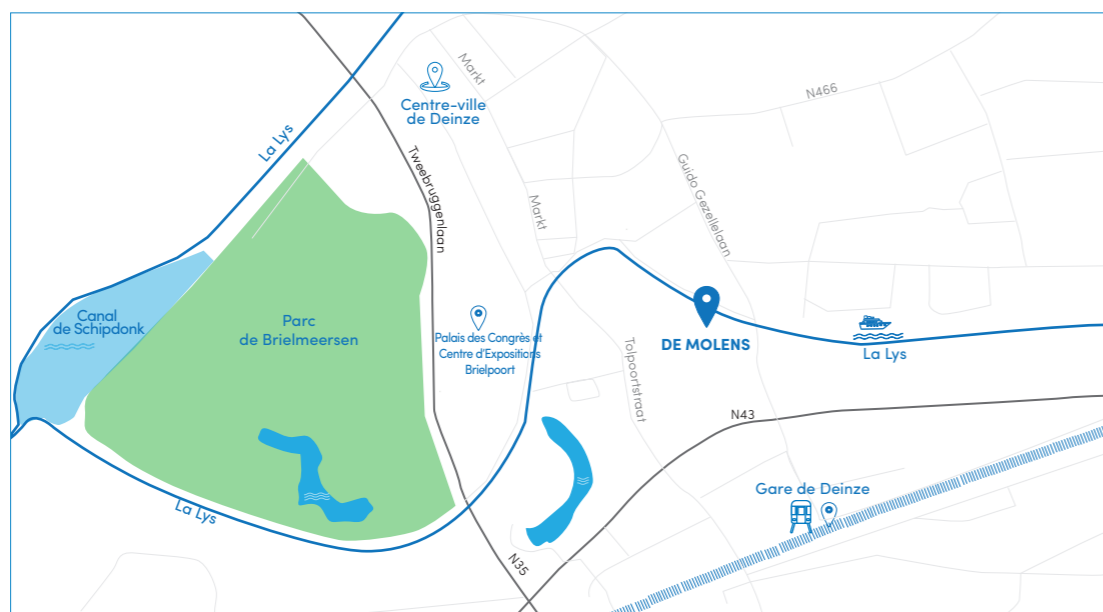 Markt
Centre-ville
de Deinze
N466
La Lys
Tweebruggenlaan
Guido Gezellelaan
Markt
Canal
de Schipdonk
Parc
de Brielmeersen
Palais des Congrès et
Centre d'Expositions
Brielpoort
DE MOLENS
La Lys
Tolpoortstraat
N43
Gare de Deinze
La Lys
N35